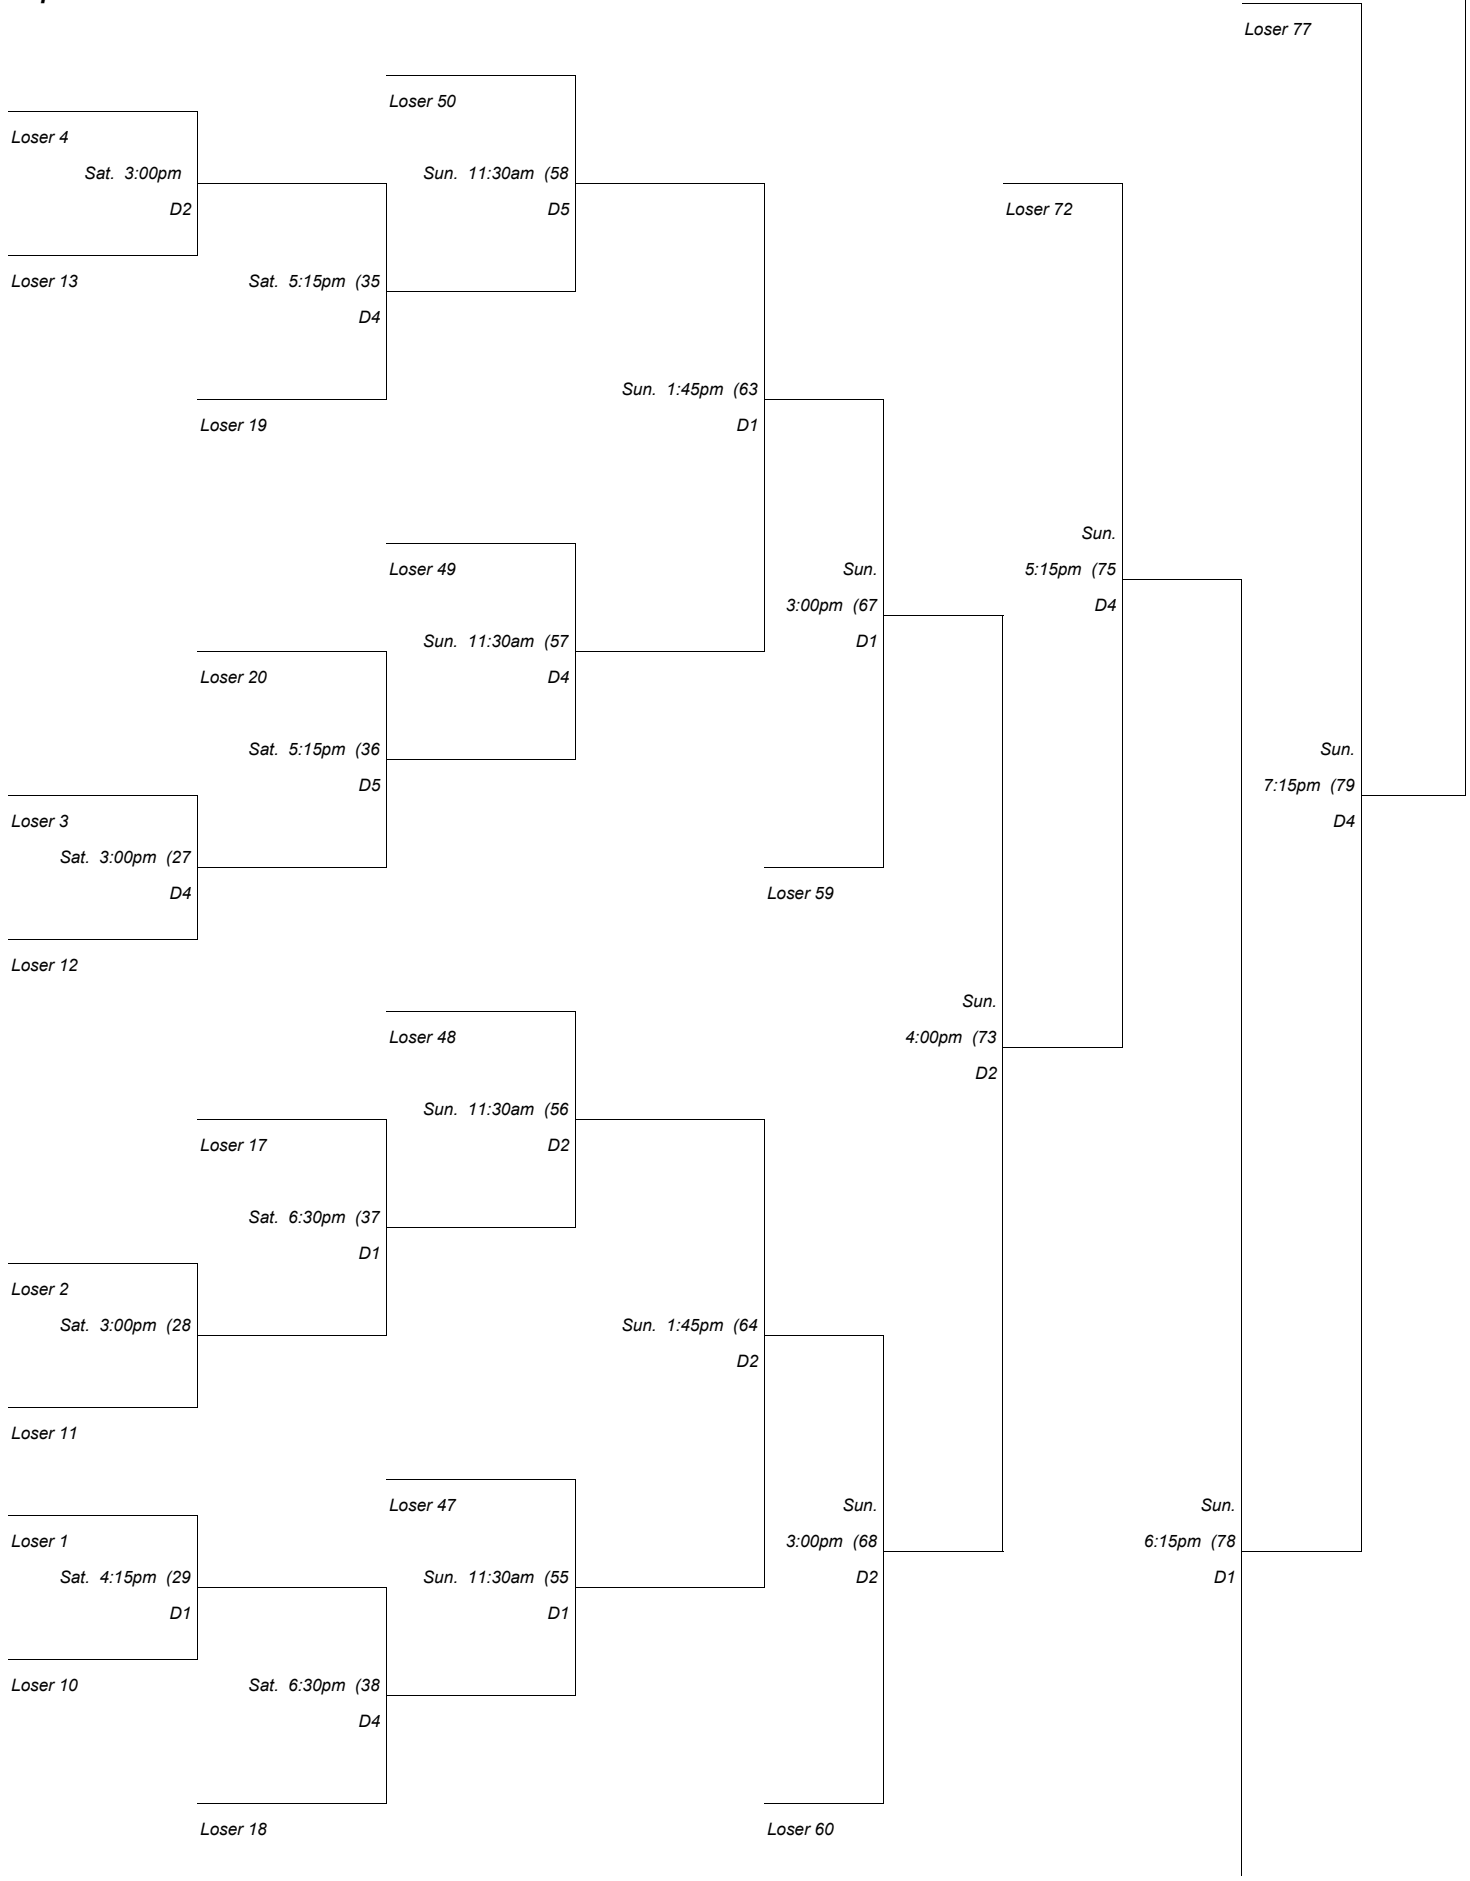 Loser 77
Loser 50
Loser 4
Sat. 3:00pm
Sun. 11:30am (58
D2
D5
Loser 72
Loser 13
Sat. 5:15pm (35
D4
Sun. 1:45pm (63
Loser 19
D1
Sun.
Loser 49
Sun.
5:15pm (75
3:00pm (67
D4
Sun. 11:30am (57
D1
Loser 20
D4
Sat. 5:15pm (36
Sun.
D5
7:15pm (79
Loser 3
D4
Sat. 3:00pm (27
D4
Loser 59
Loser 12
Sun.
Loser 48
4:00pm (73
D2
Sun. 11:30am (56
Loser 17
D2
Sat. 6:30pm (37
D1
Loser 2
Sat. 3:00pm (28
Sun. 1:45pm (64
D2
Loser 11
Loser 47
Sun.
Sun.
Loser 1
3:00pm (68
6:15pm (78
Sat. 4:15pm (29
Sun. 11:30am (55
D2
D1
D1
D1
Loser 10
Sat. 6:30pm (38
D4
Loser 18
Loser 60